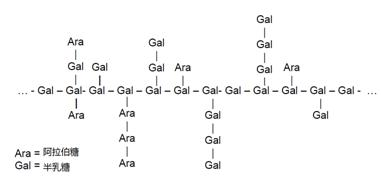 Gal
Ara Gal Gal
Gal Gal Gal Ara Gal Ara
… - Gal – Gal- Gal – Gal – Gal – Gal – Gal – Gal – Gal – Gal – Gal - Gal - …
Ara Ara Gal Gal
Ara Gal
Ara Gal
Ara = 阿拉伯糖
Gal = 半乳糖